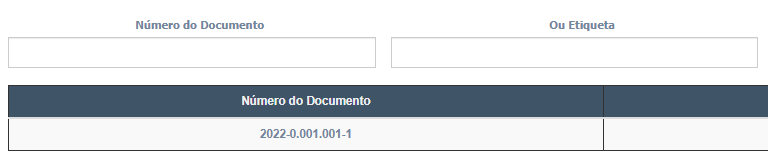 Número do Documento
Ou Etiqueta
Número do Documento
2022-0.001.001-1